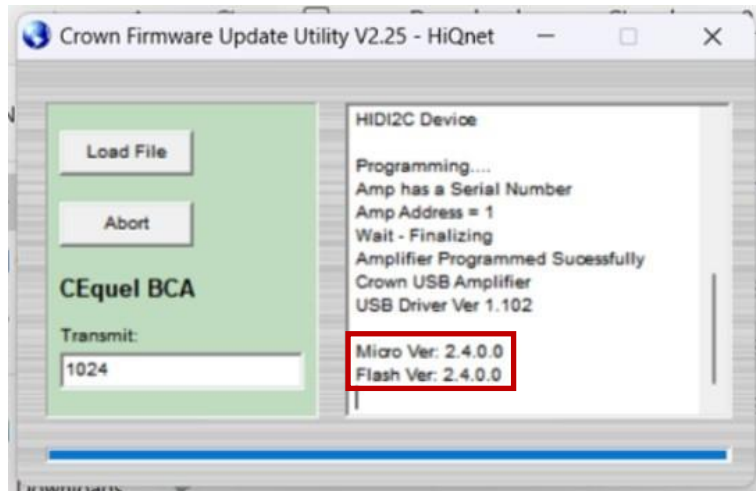 Crown Firmware Update Utility V2.25 - HiQnet
Load File
Abort
CEquel BCA
Transmit:
1024
HIDI2C Device
Programming....
Amp has a Serial Number
Amp Address = 1
Wait - Finalizing
Amplifier Programmed Sucessfully
Crown USB Amplifier
USB Driver Ver 1.102
Micro Ver: 2.4.0.0
Flash Ver: 2.4.0.0